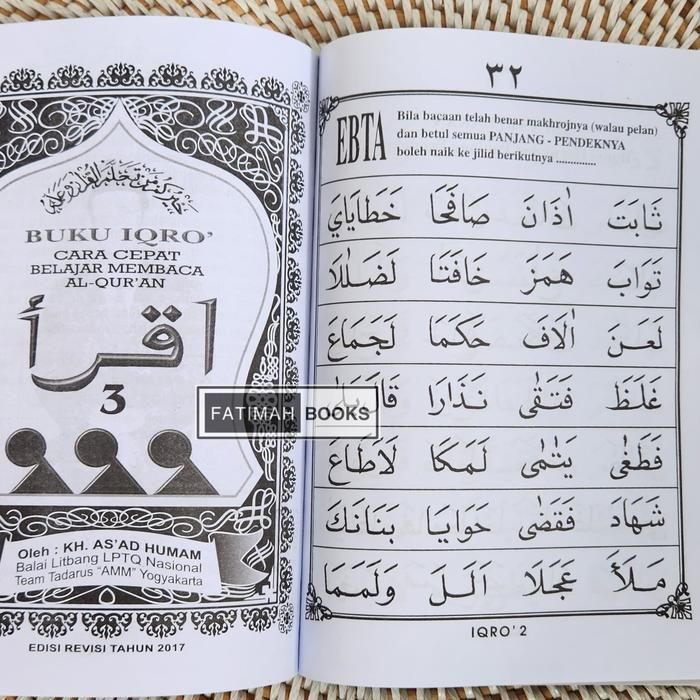 BUKU IQRO'
CARA CEPAT
BELAJAR MEMBACA
AL-QUR'AN
اقرأ
3
Oleh : KH. AS'AD HUMAM
Balai Litbang LPTQ Nasional
Team Tadarus "AMM" Yogyakarta
EDISI REVISI TAHUN 2017
FATIMAH BOOKS
٣٢
EBTA
Bila bacaan telah benar makhrojnya (walau pelan)
dan betul semua PANJANG - PENDEKNYA
boleh naik ke jilid berikutnya ..............
ثَابَتَ اٰذَانَ صَافَحَا خَطَايَايَ
تَوَابَ هَمَزَ خَافَتَا لَضَلٰلَا
لَعَنَ اٰلَافَ حَكَمَا لَجَمَاعَ
غَلَظَ فَتَقٰى نَذَارَا
فَطَغٰى يَتٰمٰى لَمَكَا لَاَطَاعَ
شَهَادَ فَقَضٰى حَوَايَا بَنَانَكَ
مَلَأَ عَجَلَا اَلَلَ وَلَمَمَا
IQRO' 2